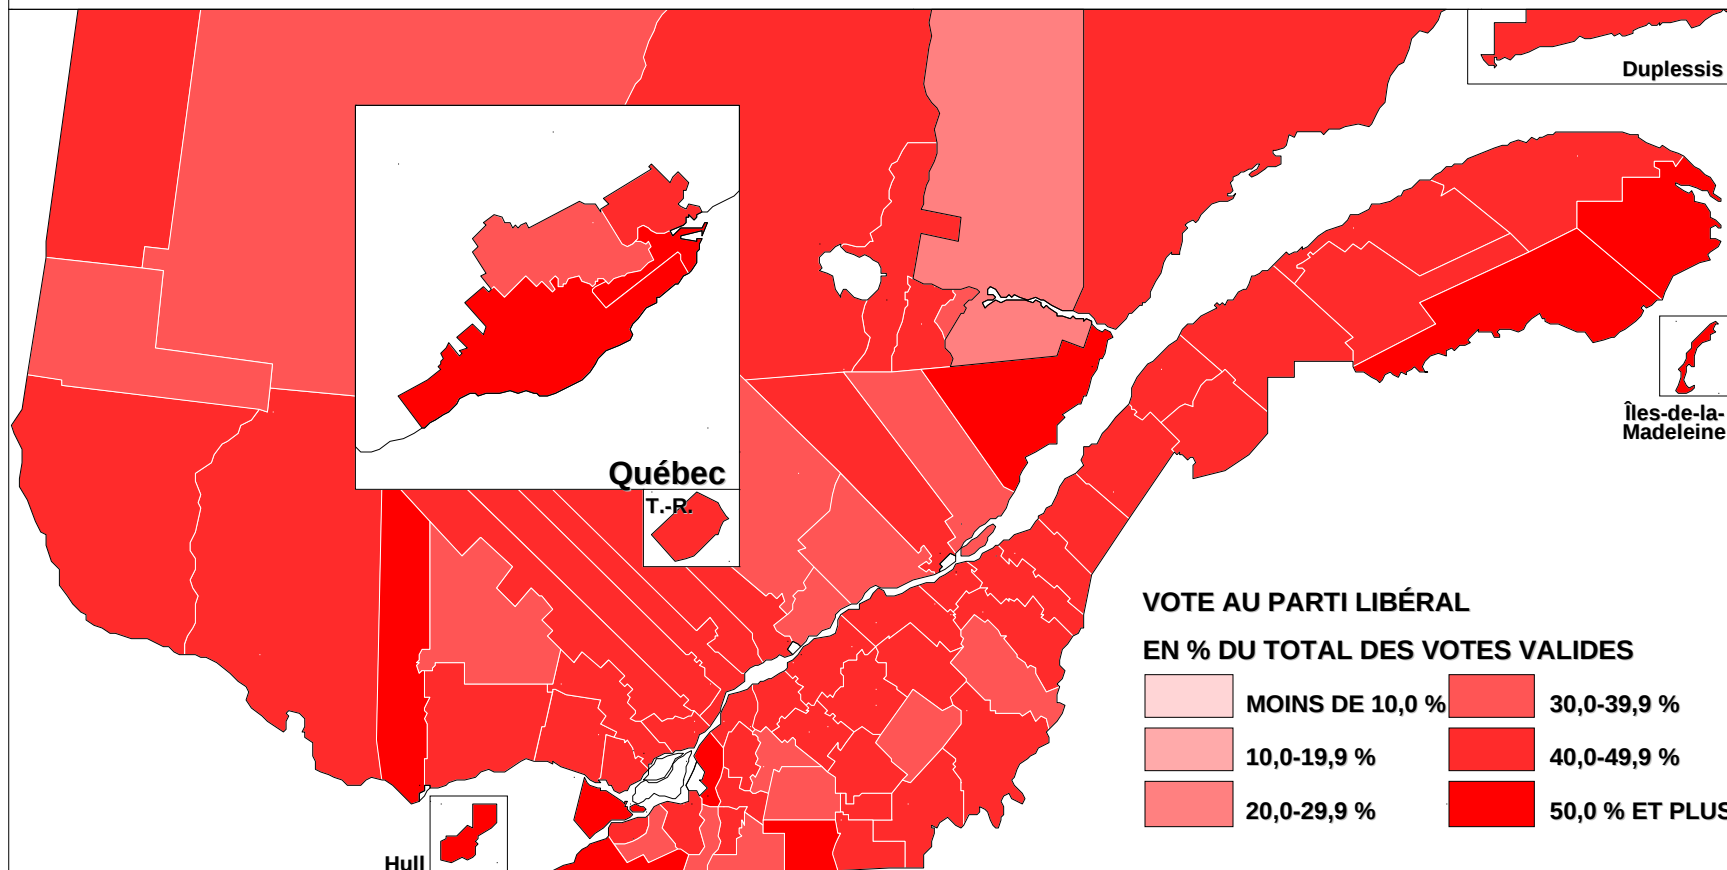 Duplessis
Îles-de-la-
Madeleine
Québec
T.-R.
VOTE AU PARTI LIBÉRAL
EN % DU TOTAL DES VOTES VALIDES
MOINS DE 10,0 %
30,0-39,9 %
10,0-19,9 %
40,0-49,9 %
20,0-29,9 %
50,0 % ET PLUS
Hull